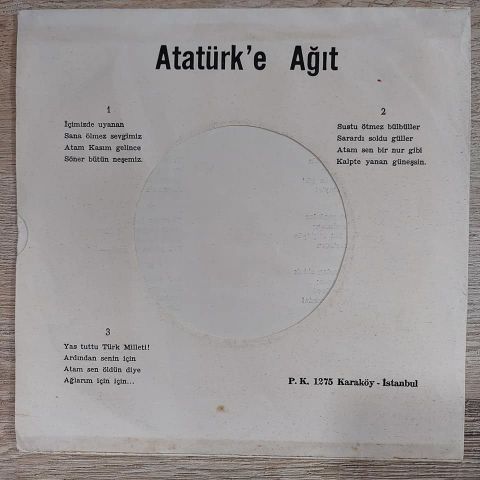 Atatürk'e Ağıt
1
İçimizde uyanan
Sana ölmez sevgimiz
Atam Kasım gelince
Söner bütün neşemiz.
2
Sustu ötmez bülbüller
Sarardı soldu güller
Atam sen bir nur gibi
Kalpte yanan güneşsin.
3
Yas tuttu Türk Milleti!
Ardından senin için
Atam sen öldün diye
Ağlarım için için...
P. K. 1275 Karaköy - İstanbul